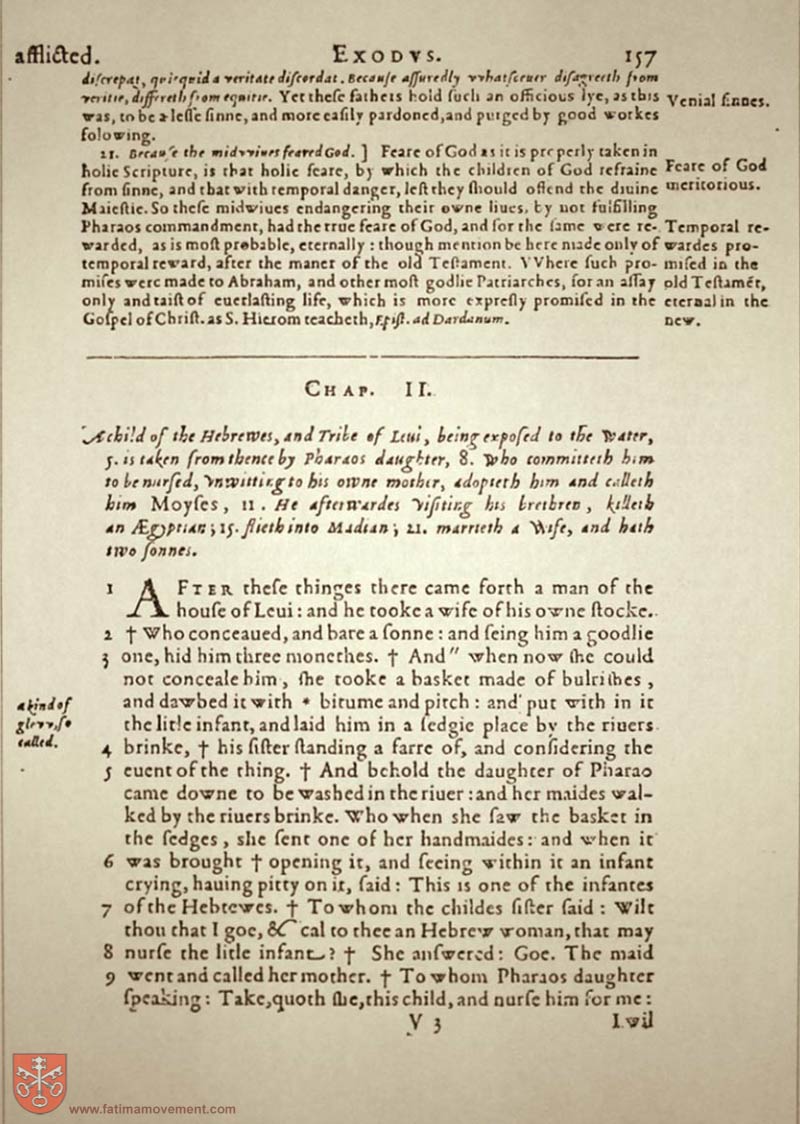 afflicted. EXODVS. 157
discrepat, quicquid a veritate discordat. Because assuredly vvhatsoeuer disagreeth from
veritie, differeth from equitie. Yet these fathers hold such an officious lye, as this
was, to be a lesse sinne, and more easily pardoned, and purged by good workes
folowing.
Venial sinnes.
21. Because the midvviues feared God. ] Feare of God as it is properly taken in
holie Scripture, is that holie feare, by which the children of God refraine
from sinne, and that with temporal danger, lest they should offend the diuine
Maiestie. So these midwiues endangering their owne liues, by not fulfilling
Pharaos commandment, had the true feare of God, and for the same were re-
warded, as is most probable, eternally : though mention be here made only of
temporal reward, after the maner of the old Testament. VVhere such pro-
mises were made to Abraham, and other most godlie Patriarches, for an assay
only and taist of euerlasting life, which is more expresly promised in the
Gospel of Christ. as S. Hierom teacheth, Epist. ad Dardanum.
Feare of God
meritorious.
Temporal re-
wardes pro-
mised in the
old Testamēt,
eternal in the
new.
CHAP. II.
A child of the Hebrewes, and Tribe of Leui, being exposed to the Water,
5. is taken from thence by Pharaos daughter, 8. Who committeth him
to be nursed, Vnwitting to his owne mother, adopteth him and calleth
him Moyses, 11. He afterwardes Visiting his brethren, killeth
an Ægyptian; 15. flieth into Madian; 21. marrieth a Wife, and hath
two sonnes.
1 AFTER these thinges there came forth a man of the
house of Leui : and he tooke a wife of his owne stocke.
2 † Who conceaued, and bare a sonne : and seing him a goodlie
3 one, hid him three monethes. † And" when now she could
not conceale him, she tooke a basket made of bulrishes,
and dawbed it with * bitume and pitch : and put with in it
the litle infant, and laid him in a sedgie place by the riuers
4 brinke, † his sister standing a farre of, and considering the
5 euent of the thing. † And behold the daughter of Pharao
came downe to be washed in the riuer : and her maides wal-
ked by the riuers brinke. Who when she saw the basket in
the sedges, she sent one of her handmaides : and when it
6 was brought † opening it, and seeing within it an infant
crying, hauing pitty on it, said : This is one of the infantes
7 of the Hebrewes. † To whom the childes sister said : Wilt
thou that I goe, & cal to thee an Hebrew woman, that may
8 nurse the litle infant? † She answered : Goe. The maid
9 went and called her mother. † To whom Pharaos daughter
speaking : Take, quoth she, this child, and nurse him for me :
a kind of
glevv, so
called.
V 3 I wil
www.fatimamovement.com